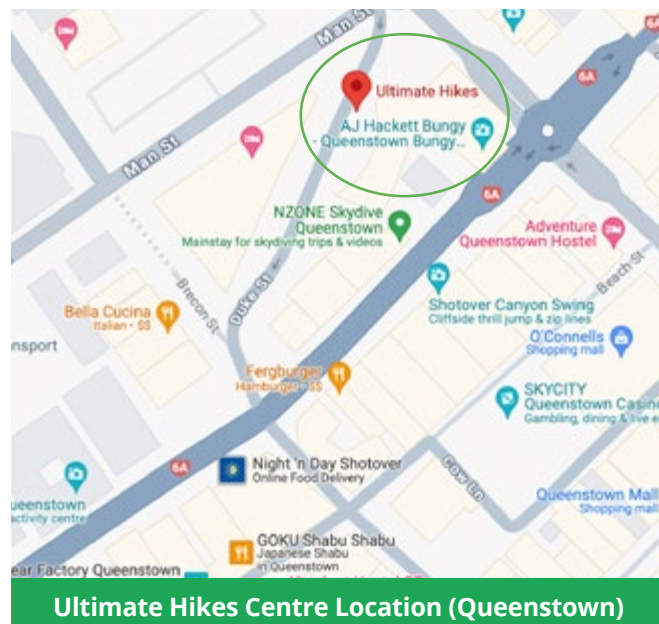 Man St
6A
Ultimate Hikes
AJ Hackett Bungy
- Queenstown Bungy...
Man St
6A
NZONE Skydive
Queenstown
Mainstay for skydiving trips & videos
Adventure
Queenstown Hostel
Beach St
Brecon St
Duke St
Bella Cucina
Italian • $$
Shotover Canyon Swing
Cliffside thrill jump & zip lines
nsport
O'Connells
Shopping mall
Fergburger
Hamburger • $$
SKYCITY
Queenstown Casino
Gambling, dining & live e
6A
Night 'n Day Shotover
Online Food Delivery
Cow Ln
ueenstown
activity centre
Queenstown Mall
Shopping mall
GOKU Shabu Shabu
Japanese Shabu
in Queenstown
ear Factory Queenstown
Ultimate Hikes Centre Location (Queenstown)